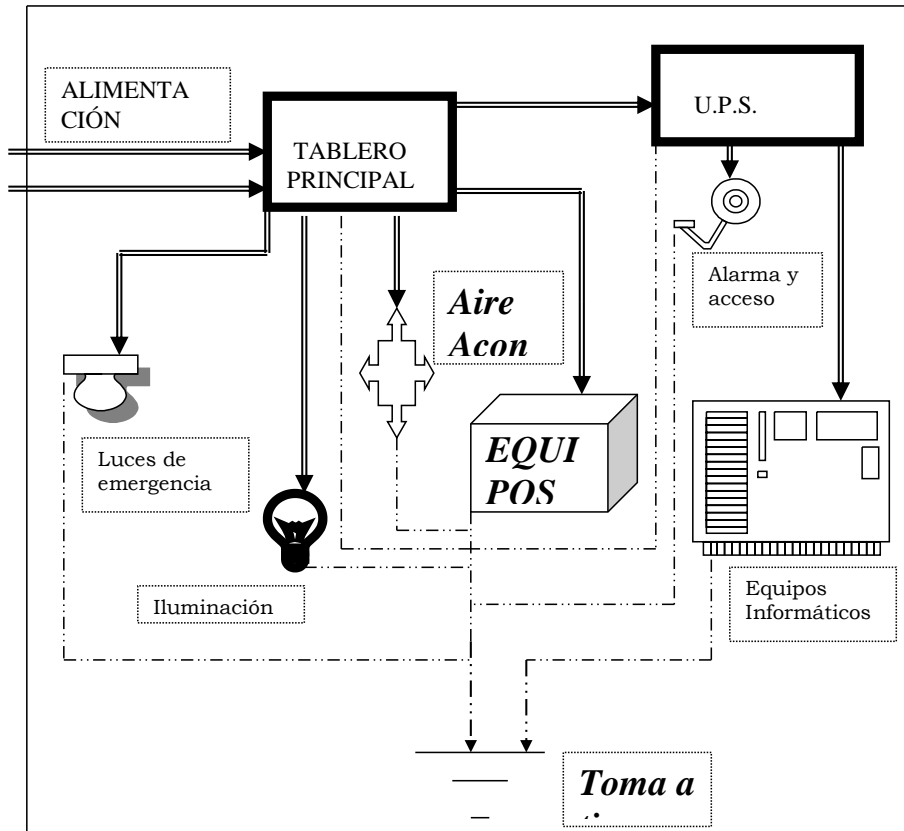 ALIMENTA
CIÓN
TABLERO
PRINCIPAL
U.P.S.
Alarma y
acceso
Aire
Acon
EQUI
POS
Luces de
emergencia
Iluminación
Equipos
Informáticos
Toma a